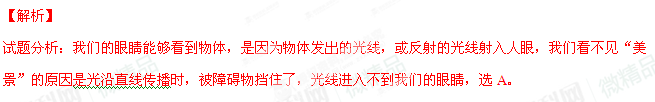 【解析】
试题分析：我们的眼睛能够看到物体，是因为物体发出的光线，或反射的光线射入人眼，我们看不见“美
景”的原因是光沿直线传播时，被障碍物挡住了，光线进入不到我们的眼睛，选 A。